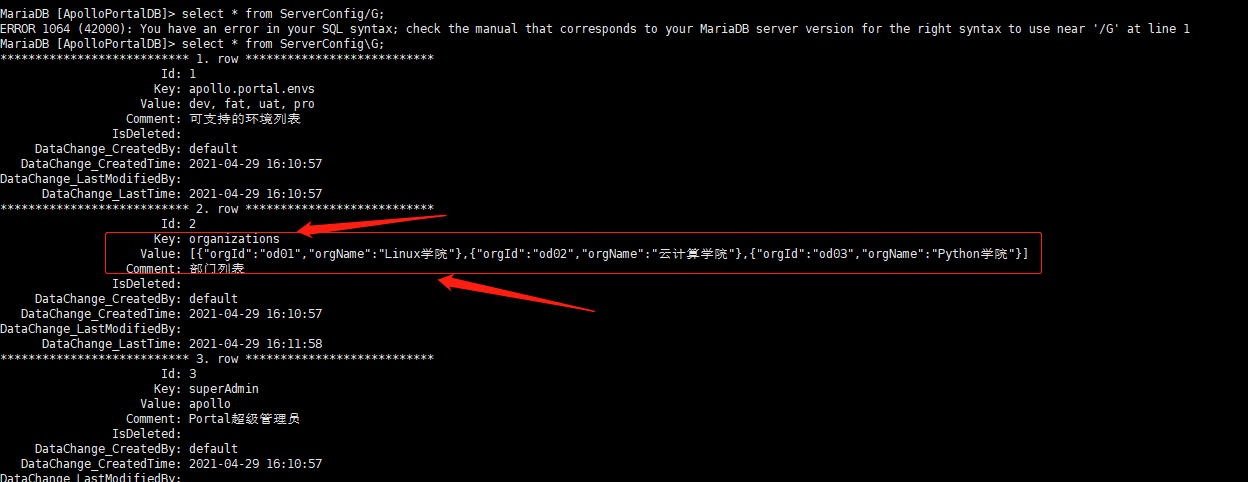 MariaDB [ApolloPortalDB]> select * from ServerConfig/G;
ERROR 1064 (42000): You have an error in your SQL syntax; check the manual that corresponds to your MariaDB server version for the right syntax to use near '/G' at line 1
MariaDB [ApolloPortalDB]> select * from ServerConfig\G;
*************************** 1. row ***************************
Id: 1
Key: apollo.portal.envs
Value: dev, fat, uat, pro
Comment: 可支持的环境列表
IsDeleted:
DataChange_CreatedBy: default
DataChange_CreatedTime: 2021-04-29 16:10:57
DataChange_LastModifiedBy:
DataChange_LastTime: 2021-04-29 16:10:57
*************************** 2. row ***************************
Id: 2
Key: organizations
Value: [{"orgId":"od01","orgName":"Linux学院"},{"orgId":"od02","orgName":"云计算学院"},{"orgId":"od03","orgName":"Python学院"}]
Comment: 部门列表
IsDeleted:
DataChange_CreatedBy: default
DataChange_CreatedTime: 2021-04-29 16:10:57
DataChange_LastModifiedBy:
DataChange_LastTime: 2021-04-29 16:11:58
*************************** 3. row ***************************
Id: 3
Key: superAdmin
Value: apollo
Comment: Portal超级管理员
IsDeleted:
DataChange_CreatedBy: default
DataChange_CreatedTime: 2021-04-29 16:10:57
DataChange_LastModifiedBy: